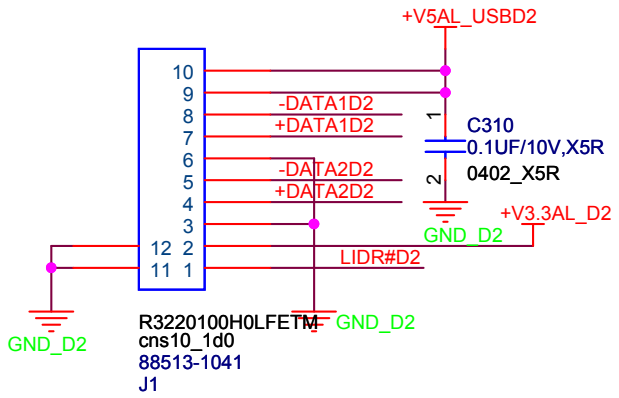 +V5AL_USBD2
10
9
-DATA1D2
8
+DATA1D2
7
6
-DATA2D2
5
+DATA2D2
4
3
12 2
11 1
LIDR#D2
1
C310
0.1UF/10V,X5R
2
0402_X5R
+V3.3AL_D2
GND_D2
GND_D2
GND_D2
R3220100H0LFETM
cns10_1d0
88513-1041
J1